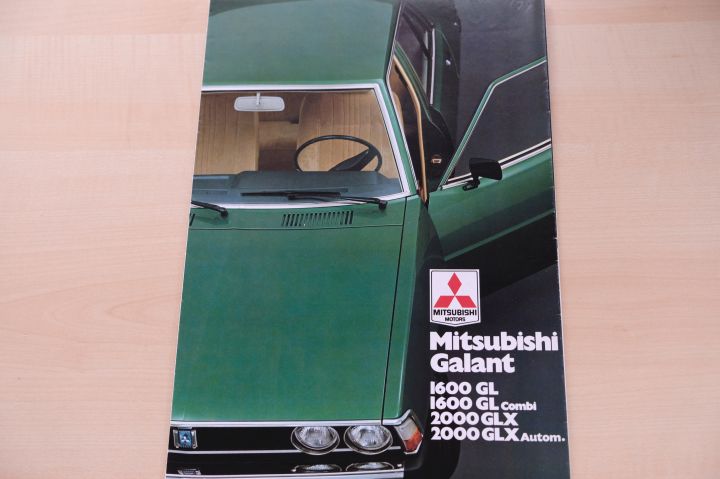 MITSUBISHI
MOTORS
Mitsubishi
Galant
1600 GL
1600 GL Combi
2000 GLX
2000 GLX Autom.